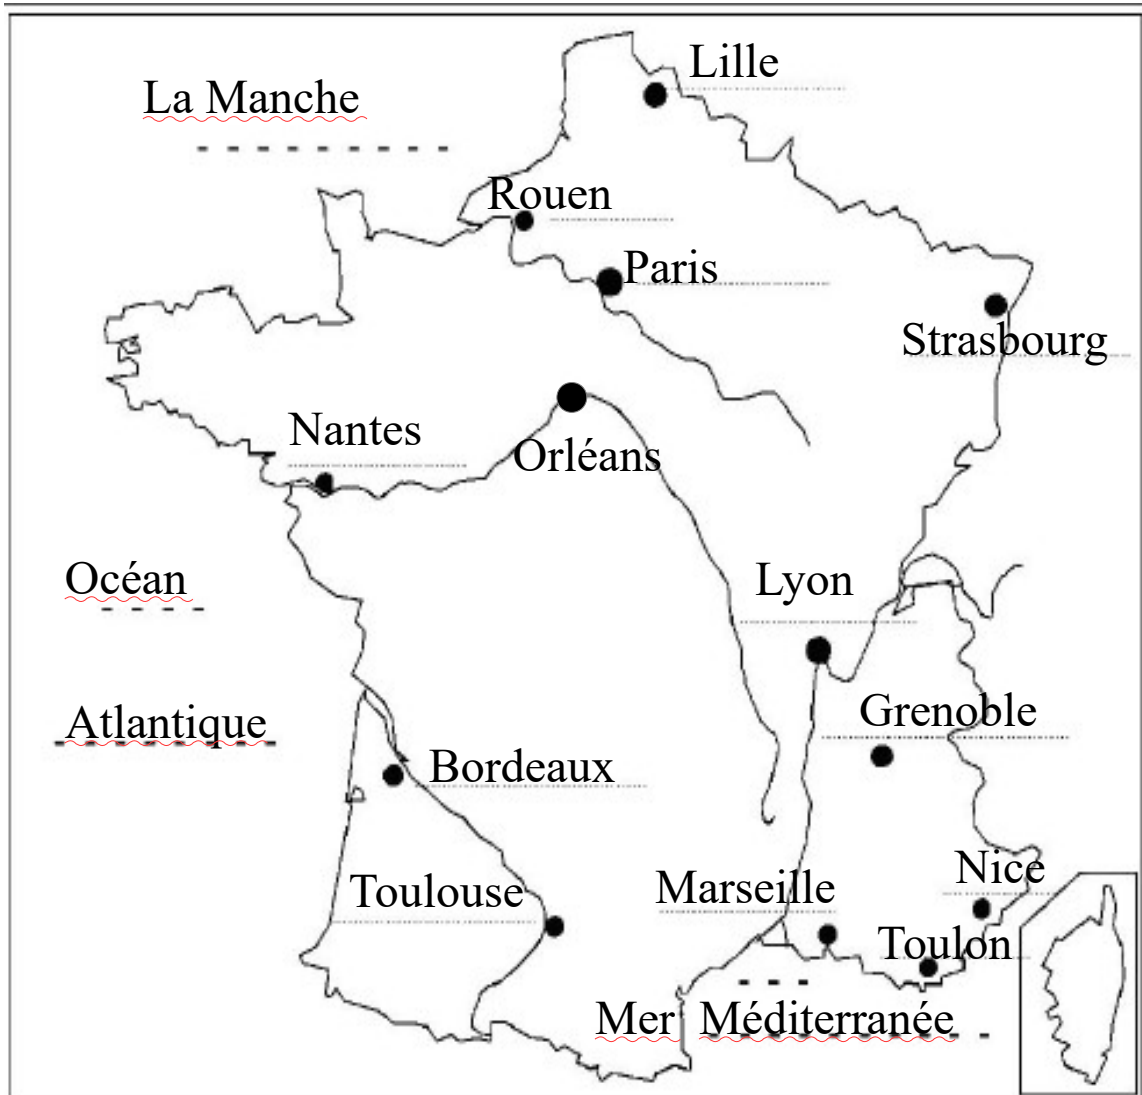 Lille
La Manche
Rouen
Paris
Strasbourg
Nantes
Orléans
Océan
Lyon
Atlantique
Grenoble
Bordeaux
Nice
Marseille
Toulouse
Toulon
Mer Méditerranée